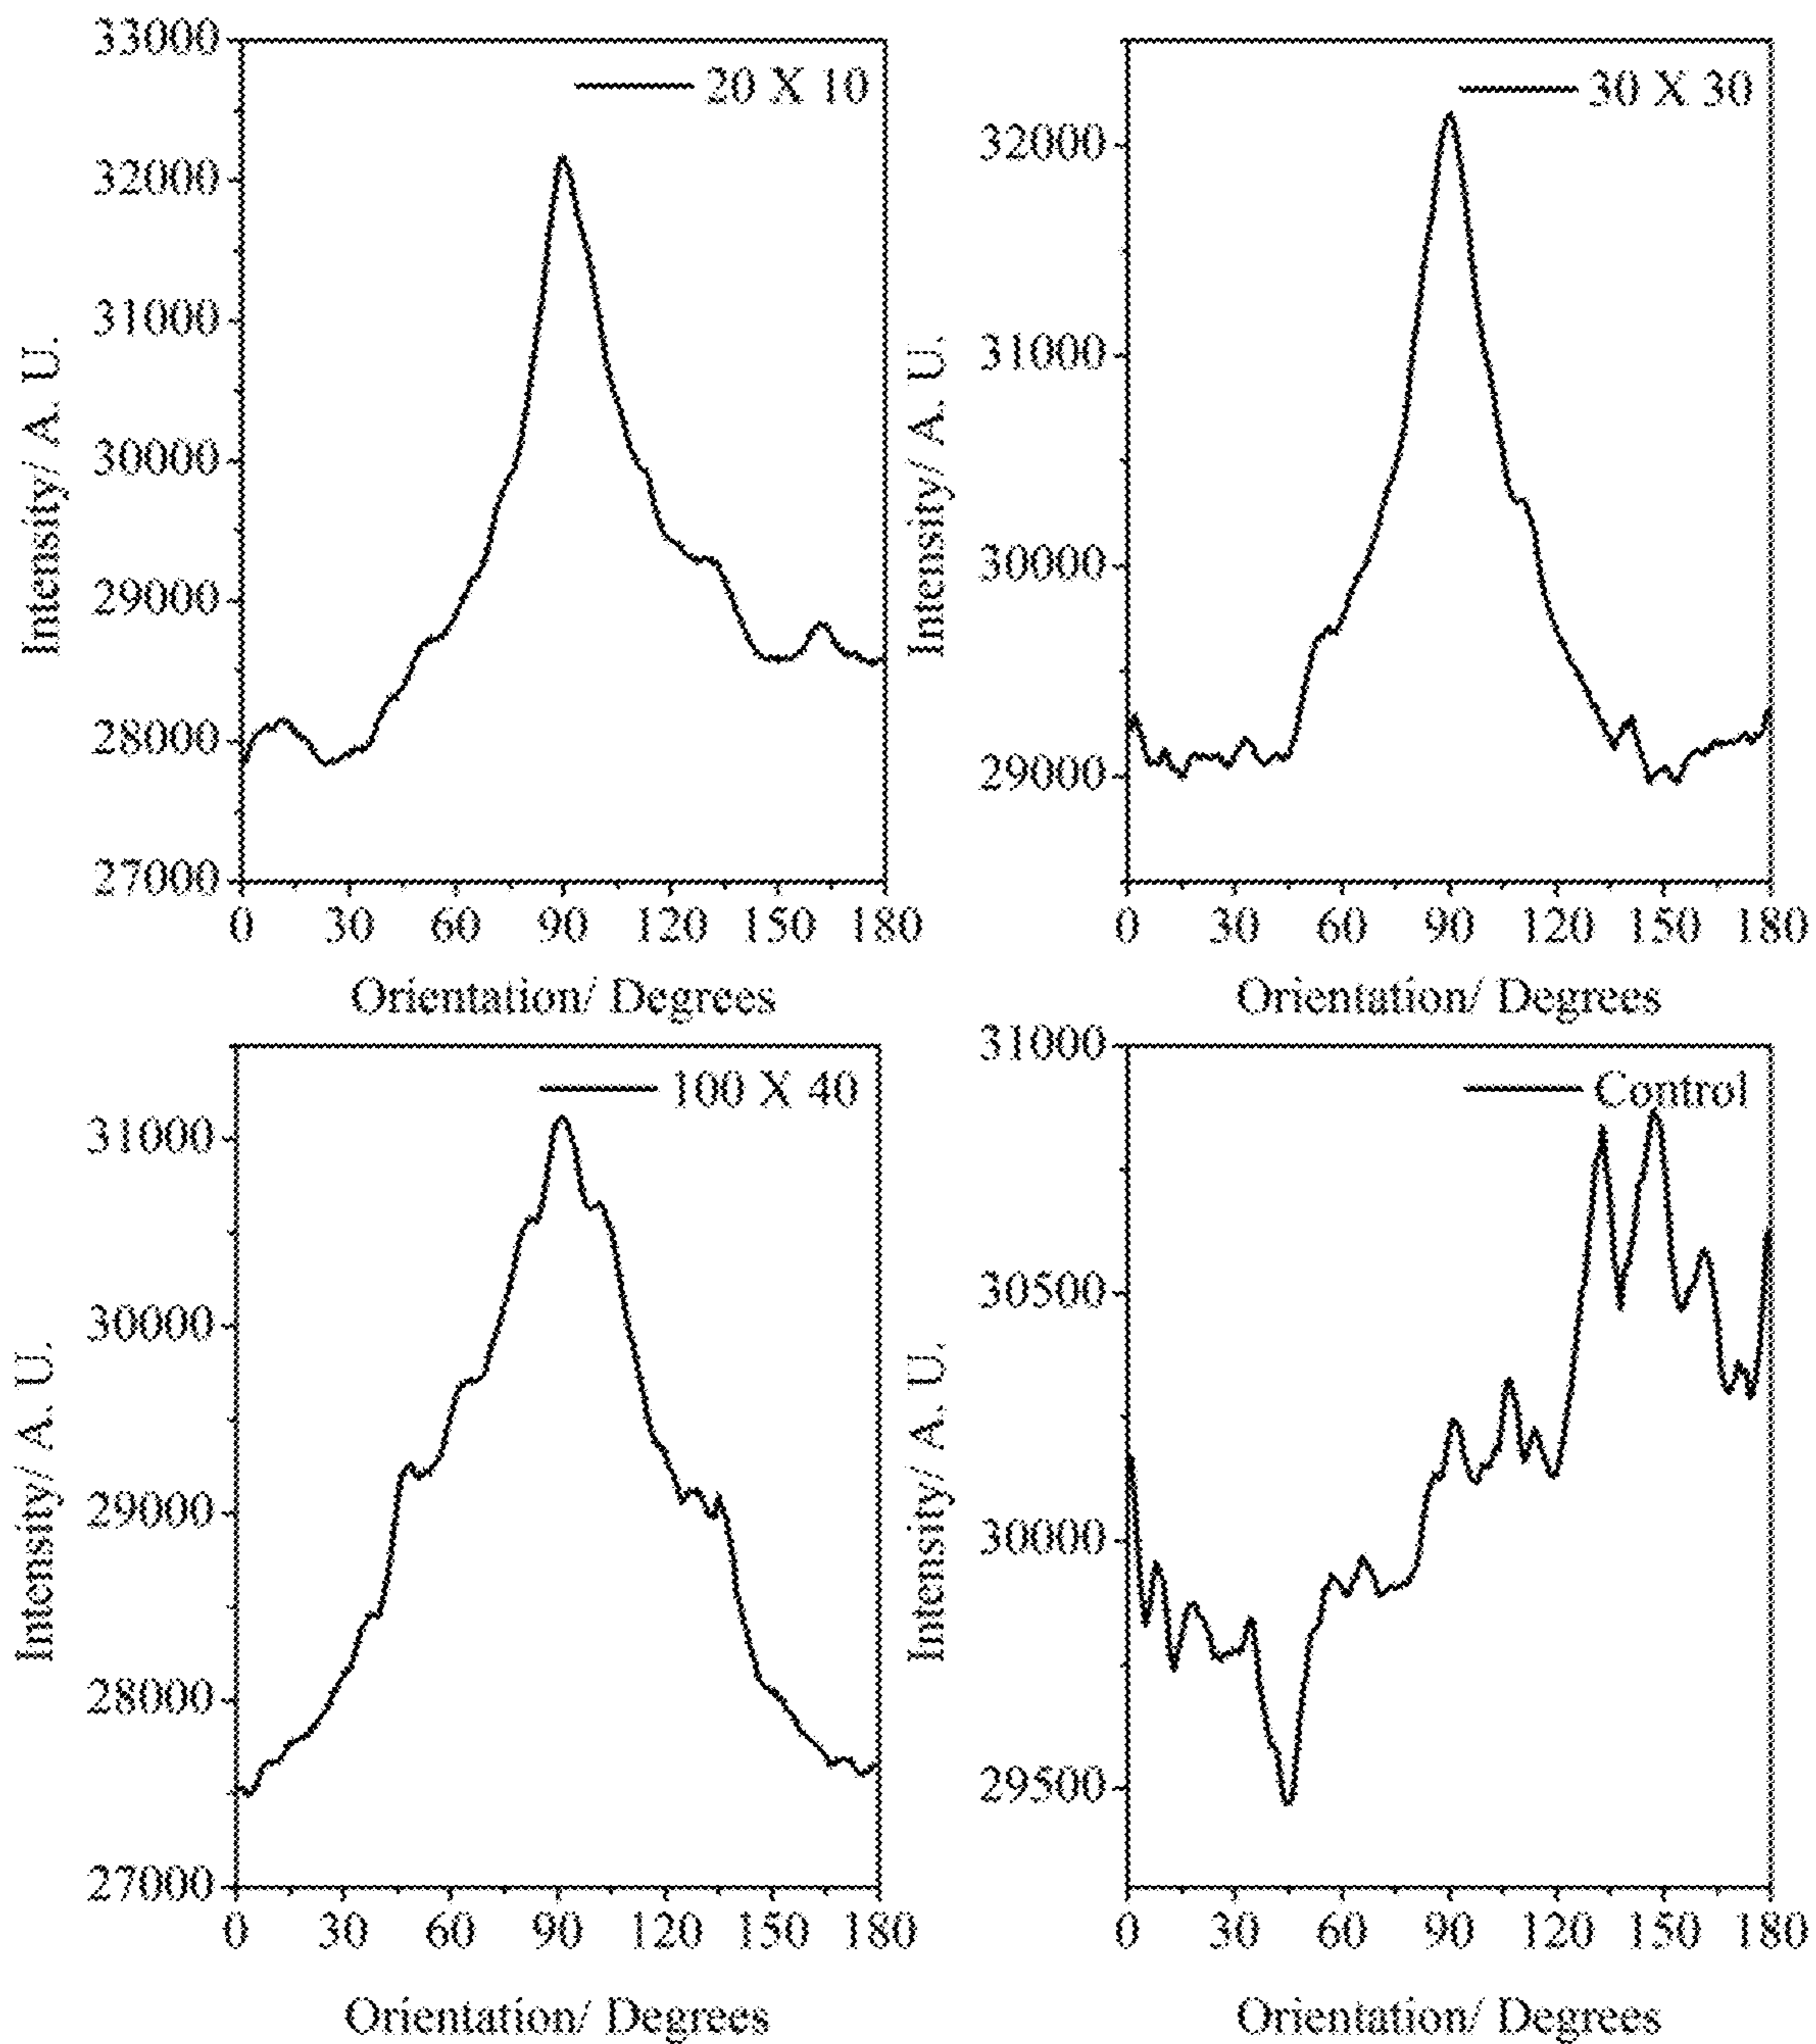 20 X 10
33000
32000
31000
30000
29000
28000
27000
Intensity/ A. U.
0 30 60 90 120 150 180
Orientation/ Degrees
30 X 30
32000
31000
30000
29000
Intensity/ A. U.
0 30 60 90 120 150 180
Orientation/ Degrees
100 X 40
31000
30000
29000
28000
27000
Intensity/ A. U.
0 30 60 90 120 150 180
Orientation/ Degrees
Control
31000
30500
30000
29500
Intensity/ A. U.
0 30 60 90 120 150 180
Orientation/ Degrees